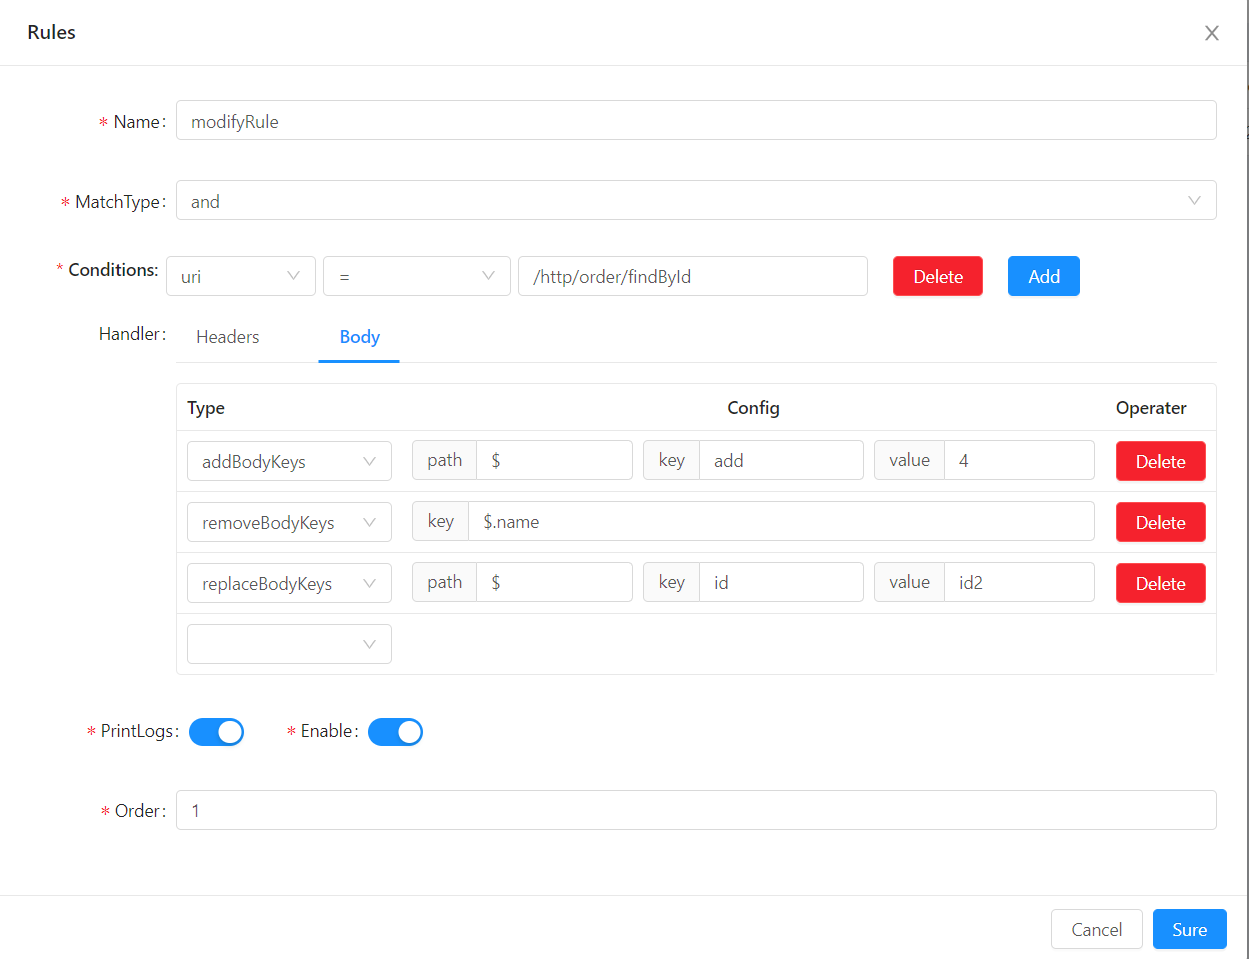 Rules
* Name: modifyRule
* MatchType: and
* Conditions: uri = /http/order/findById Delete Add
Handler: Headers Body
Type Config Operater
addBodyKeys path $ key add value 4 Delete
removeBodyKeys key $.name Delete
replaceBodyKeys path $ key id value id2 Delete
* PrintLogs: * Enable:
* Order: 1
Cancel Sure